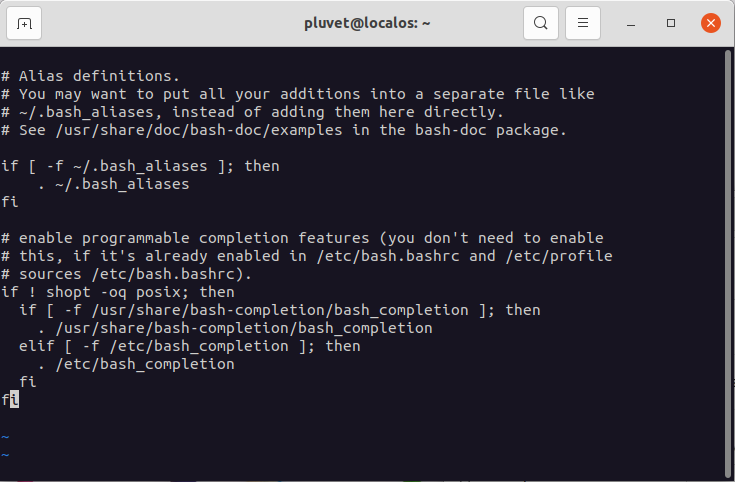 pluvet@localos: ~
# Alias definitions.
# You may want to put all your additions into a separate file like
# ~/.bash_aliases, instead of adding them here directly.
# See /usr/share/doc/bash-doc/examples in the bash-doc package.
if [ -f ~/.bash_aliases ]; then
    . ~/.bash_aliases
fi
# enable programmable completion features (you don't need to enable
# this, if it's already enabled in /etc/bash.bashrc and /etc/profile
# sources /etc/bash.bashrc).
if ! shopt -oq posix; then
  if [ -f /usr/share/bash-completion/bash_completion ]; then
    . /usr/share/bash-completion/bash_completion
  elif [ -f /etc/bash_completion ]; then
    . /etc/bash_completion
  fi
fi
~
~